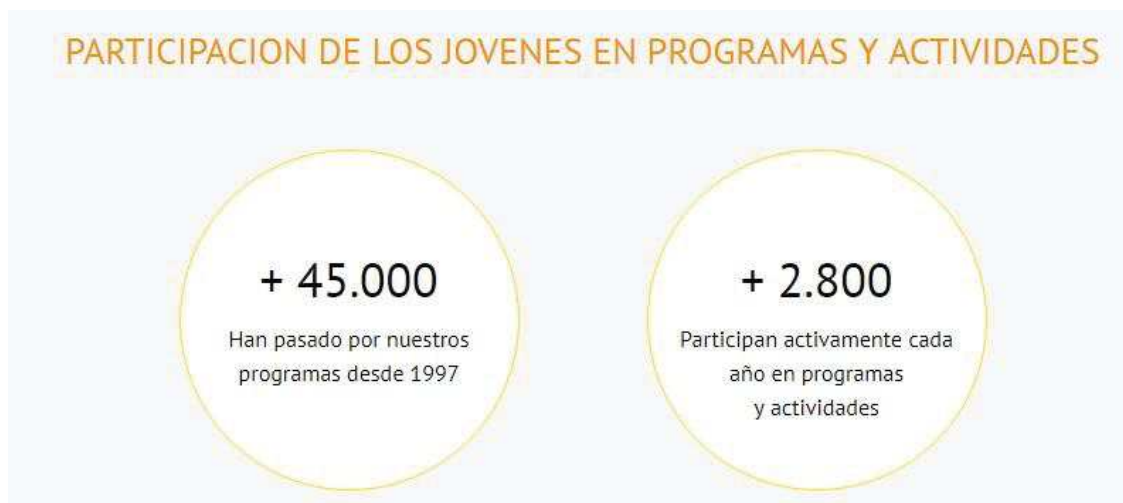 PARTICIPACION DE LOS JOVENES EN PROGRAMAS Y ACTIVIDADES
+ 45.000
Han pasado por nuestros
programas desde 1997
+ 2.800
Participan activamente cada
año en programas
y actividades